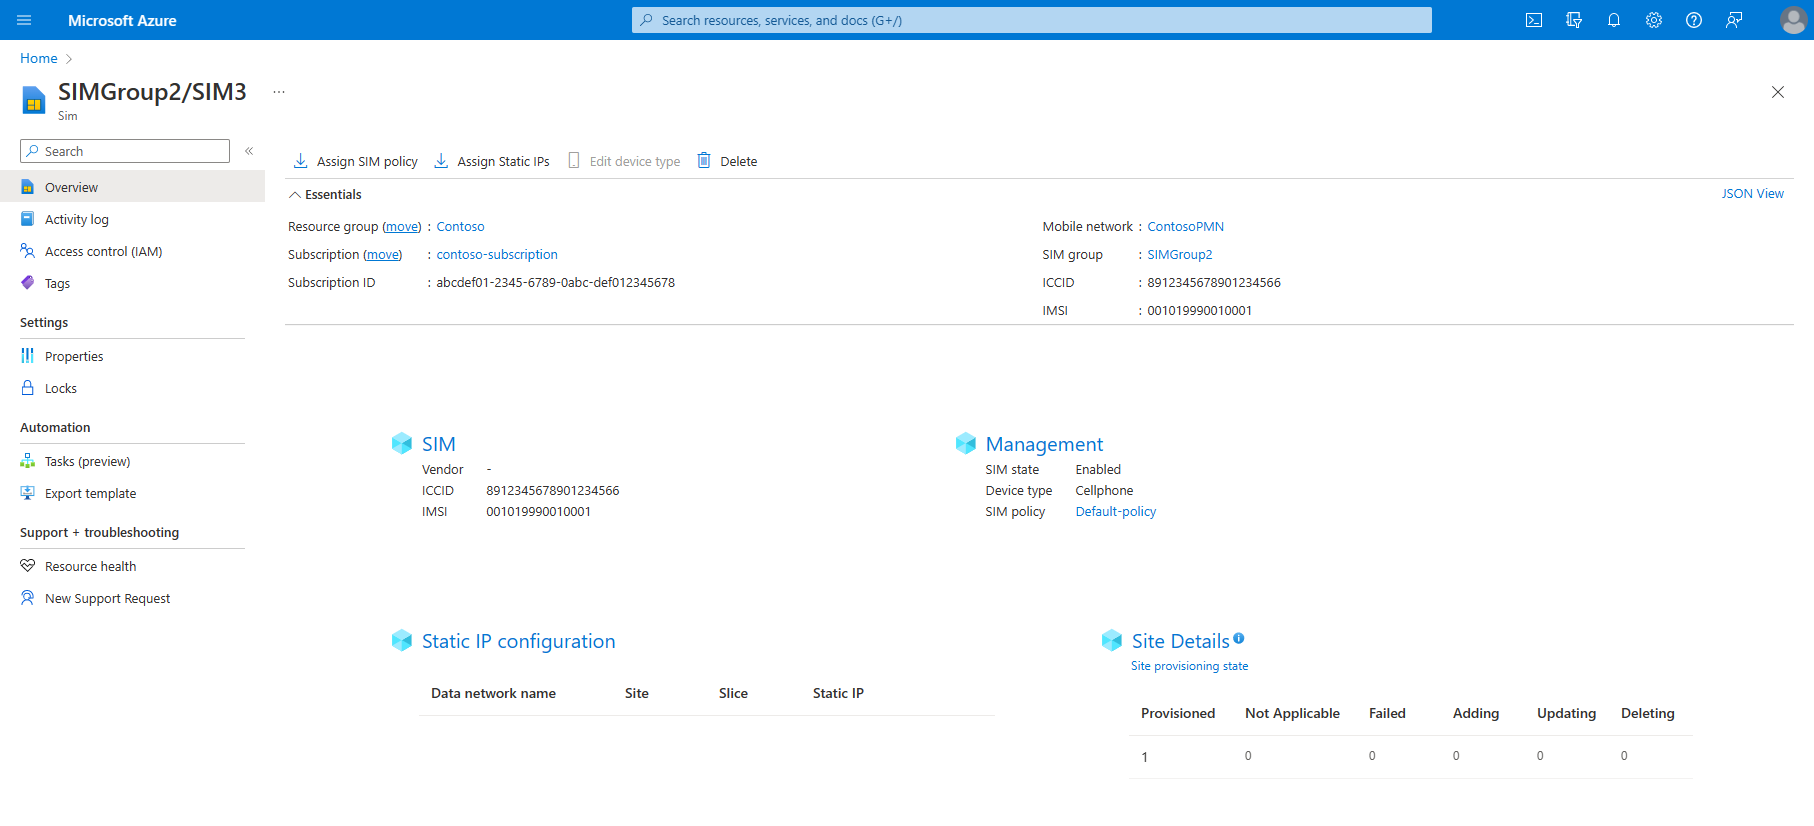 Microsoft Azure
Search resources, services, and docs (G+/)
Home
SIMGroup2/SIM3 ...
Sim
Search
Overview
Activity log
Access control (IAM)
Tags
Settings
Properties
Locks
Automation
Tasks (preview)
Export template
Support + troubleshooting
Resource health
New Support Request
Assign SIM policy Assign Static IPs Edit device type Delete
Essentials
JSON View
Resource group (move) : Contoso
Subscription (move) : contoso-subscription
Subscription ID : abcdef01-2345-6789-0abc-def012345678
Mobile network : ContosoPMN
SIM group : SIMGroup2
ICCID : 8912345678901234566
IMSI : 001019990010001
SIM
Vendor -
ICCID 8912345678901234566
IMSI 001019990010001
Management
SIM state Enabled
Device type Cellphone
SIM policy Default-policy
Static IP configuration
Data network name Site Slice Static IP
Site Details
Site provisioning state
Provisioned Not Applicable Failed Adding Updating Deleting
1 0 0 0 0 0